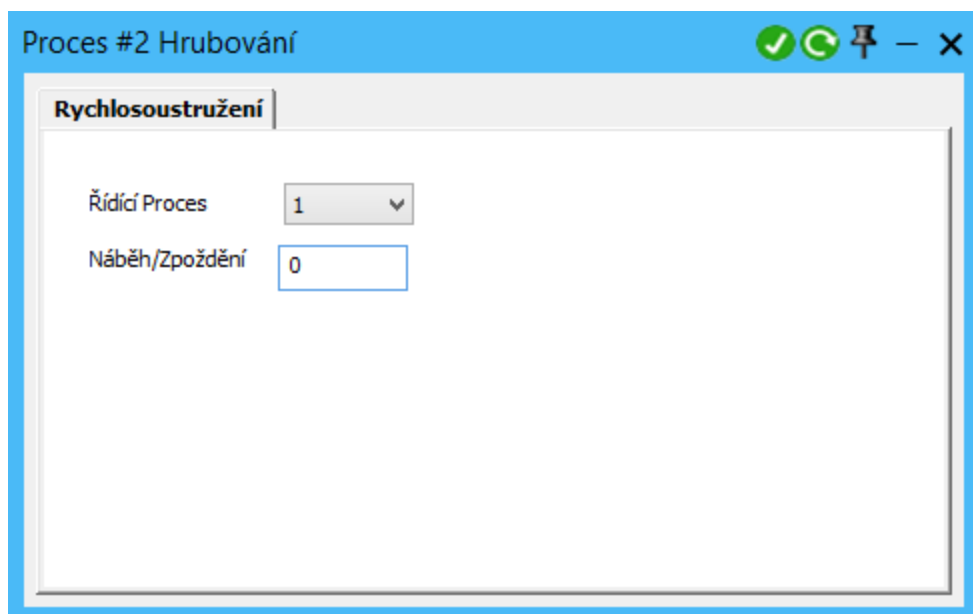 Proces #2 Hrubování
Rychlosoustružení
Řídící Proces 1
Náběh/Zpoždění 0